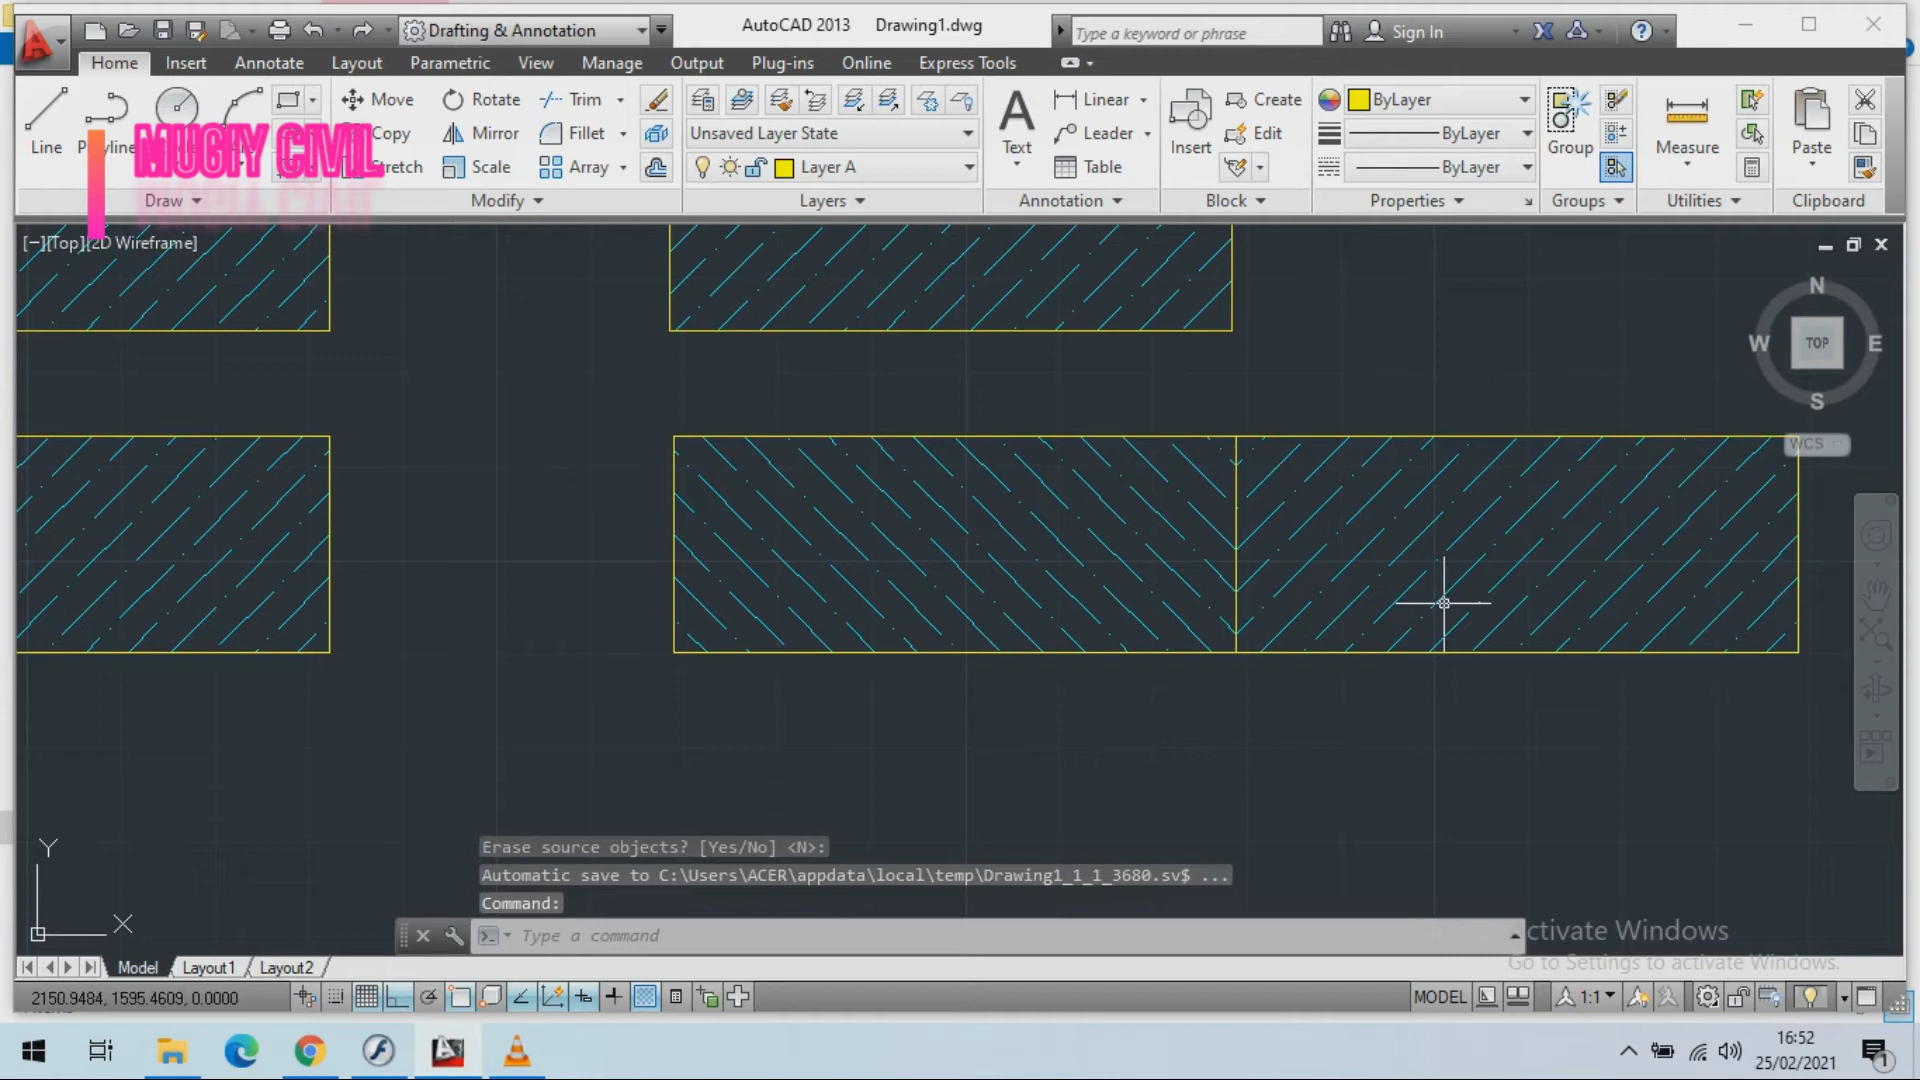 Drafting & Annotation
AutoCAD 2013 Drawing1.dwg
Type a keyword or phrase
Sign In
Home Insert Annotate Layout Parametric View Manage Output Plug-ins Online Express Tools
Move Rotate Trim
Copy Mirror Fillet
Stretch Scale Array
Line
MUGIY CIVIL
Draw
Modify
Unsaved Layer State
Layer A
Layers
Text
Linear
Leader
Table
Annotation
Insert
Create
Edit
Block
ByLayer
ByLayer
ByLayer
Properties
Group
Groups
Measure
Utilities
Paste
Clipboard
[−][Top][2D Wireframe]
N
W TOP E
S
WCS
Y
X
Erase source objects? [Yes/No] <N>:
Automatic save to C:\Users\ACER\appdata\local\temp\Drawing1_1_1_3680.sv$ ...
Command:
Type a command
Activate Windows
Go to Settings to activate Windows.
Model Layout1 Layout2
2150.9484, 1595.4609, 0.0000
MODEL
1:1
16:52
25/02/2021
1